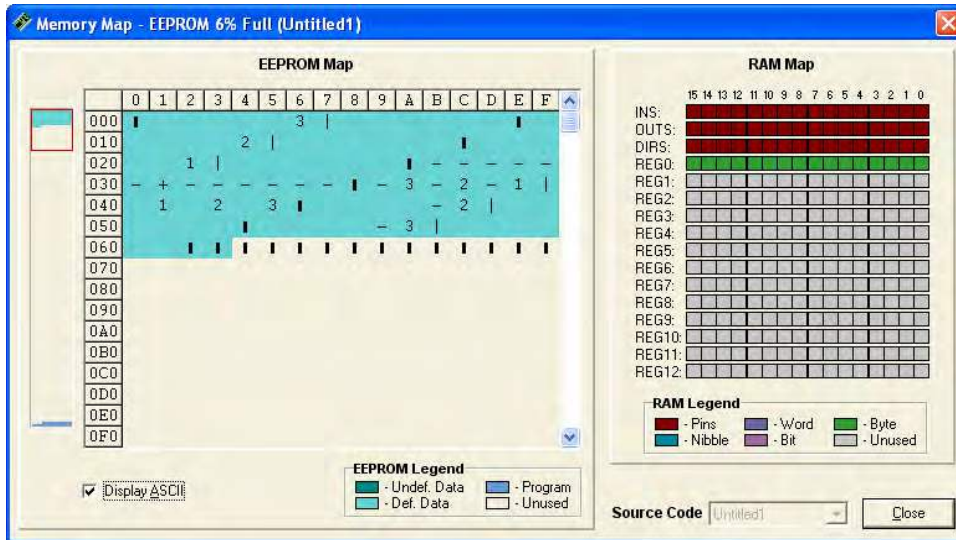 Memory Map - EEPROM 6% Full (Untitled1)
EEPROM Map
0 1 2 3 4 5 6 7 8 9 A B C D E F
000 ▮ 3 | ▮
010 2 | ▮
020 1 | ▮ - - - - -
030 - + - - - - - - ▮ - 3 - 2 - 1 |
040 1 2 3 ▮ - 2 |
050 ▮ - 3 |
060 ▮ ▮ ▮ ▮ ▮ ▮ ▮ ▮ ▮ ▮ ▮ ▮ ▮ ▮
070
080
090
0A0
0B0
0C0
0D0
0E0
0F0
Display ASCII
EEPROM Legend
- Undef. Data - Program
- Def. Data - Unused
RAM Map
15 14 13 12 11 10 9 8 7 6 5 4 3 2 1 0
INS:
OUTS:
DIRS:
REG0:
REG1:
REG2:
REG3:
REG4:
REG5:
REG6:
REG7:
REG8:
REG9:
REG10:
REG11:
REG12:
RAM Legend
- Pins - Word - Byte
- Nibble - Bit - Unused
Source Code Untitled1 Close